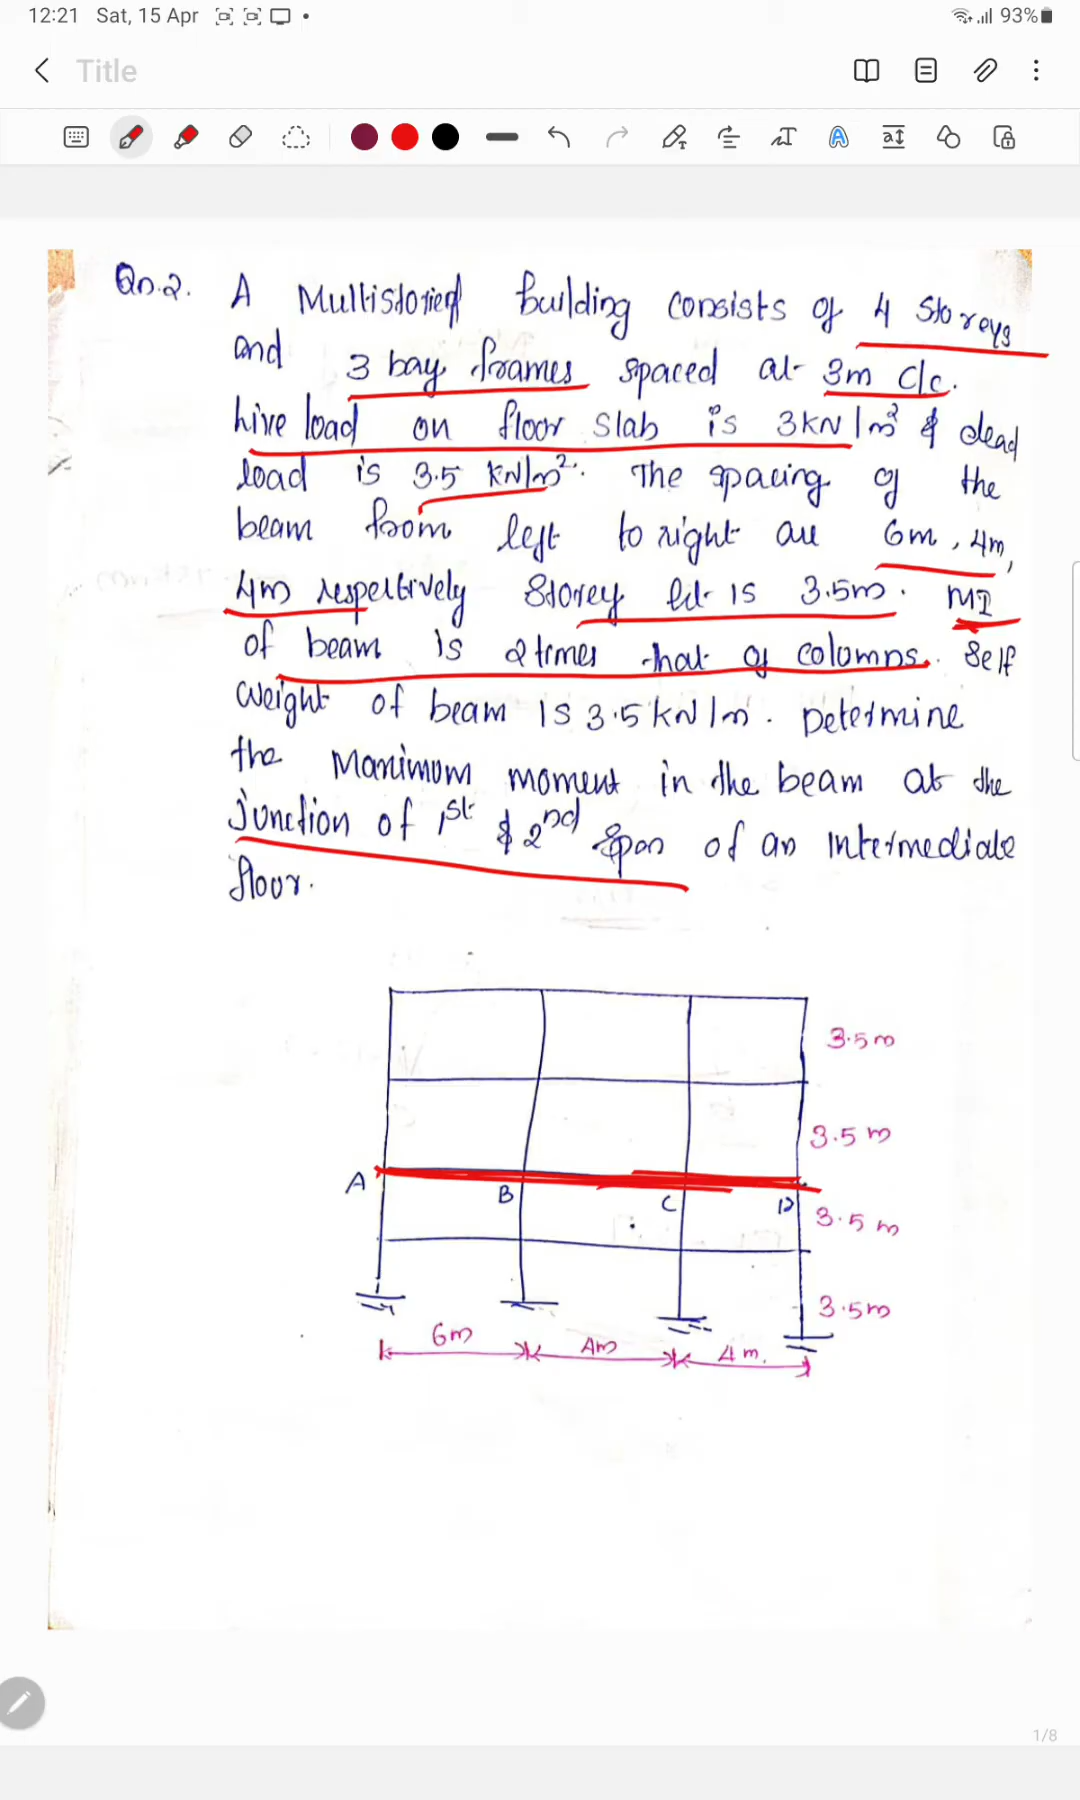 12:21 Sat, 15 Apr
93%
Title
Qn.2. A Multistoried building consists of 4 Storeys
and 3 bay frames spaced at 3m c/c.
Live load on floor slab is 3kN/m² & dead
load is 3.5 kN/m². The spacing of the
beam from left to right are 6m, 4m,
4m respectively Storey ht is 3.5m. MI
of beam is 2 times that of columns. Self
weight of beam is 3.5 kN/m. Determine
the Maximum moment in the beam at the
junction of 1st & 2nd span of an intermediate
floor.
3.5m
3.5m
A B C D
3.5m
3.5m
6m 4m 4m.
1/8